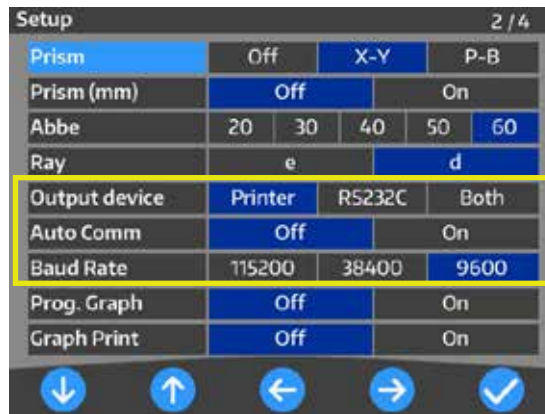 Setup 2/4
Prism Off X-Y P-B
Prism (mm) Off On
Abbe 20 30 40 50 60
Ray e d
Output device Printer RS232C Both
Auto Comm Off On
Baud Rate 115200 38400 9600
Prog. Graph Off On
Graph Print Off On